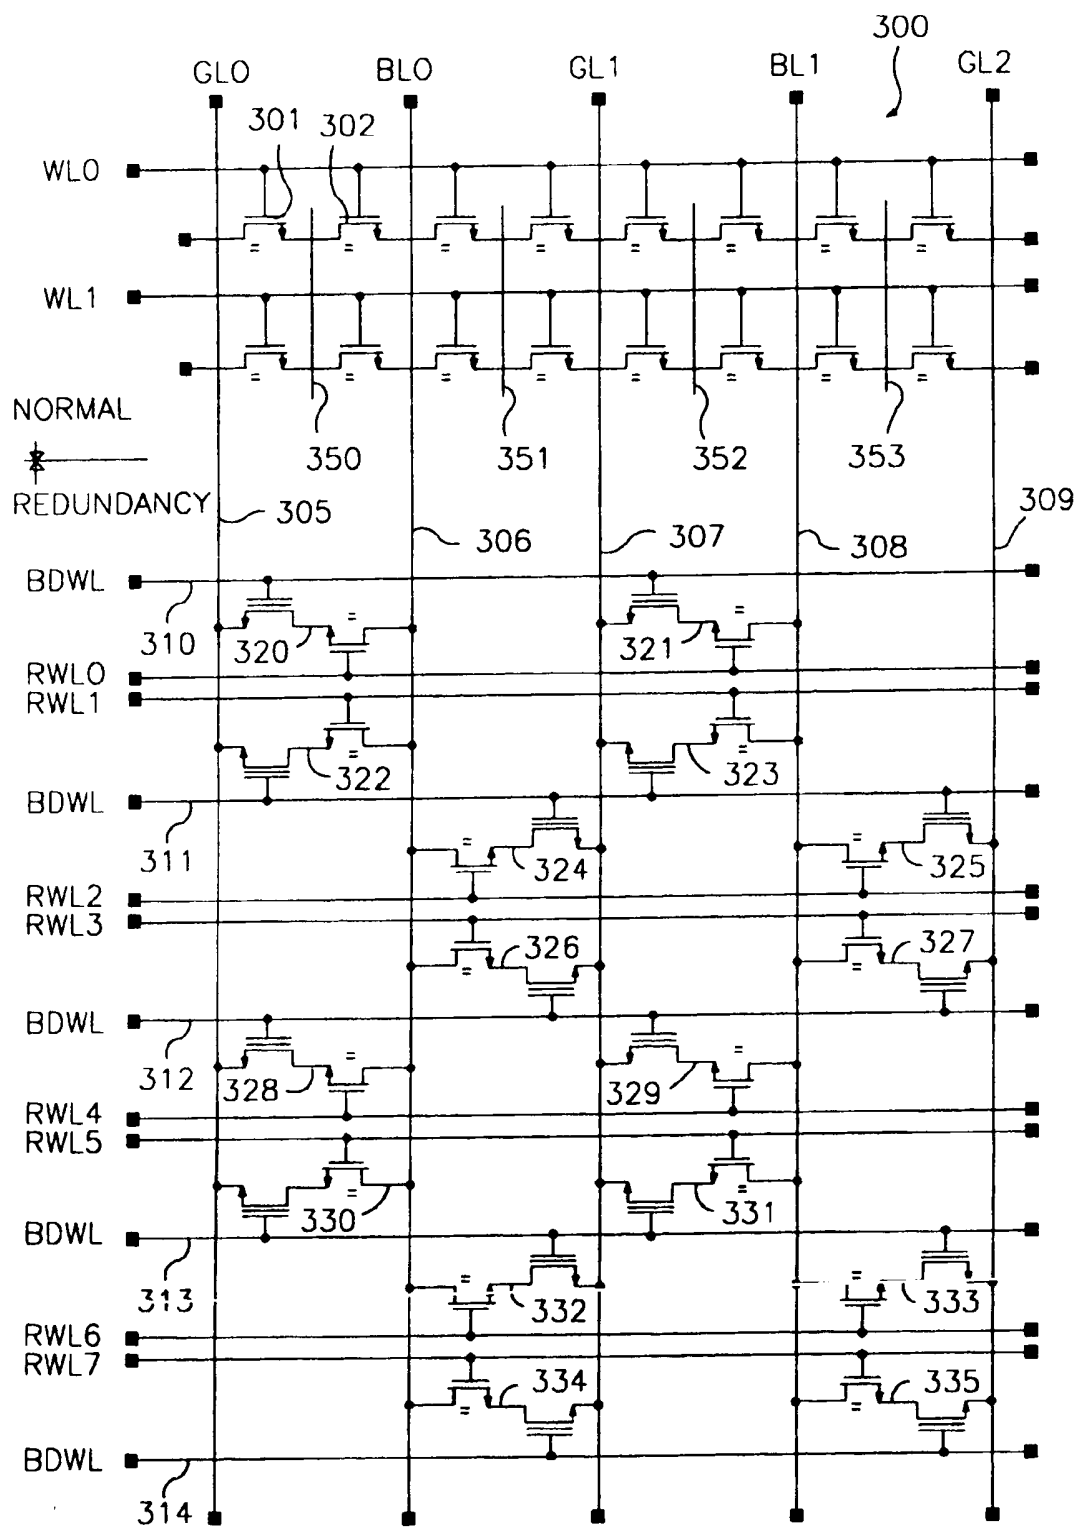 300
GL0 BL0 GL1 BL1 GL2
301 302
WL0
WL1
NORMAL
350 351 352 353
REDUNDANCY
305 306 307 308 309
BDWL
310 320 321
RWL0
RWL1
322 323
BDWL
311 324 325
RWL2
RWL3
326 327
BDWL
312 328 329
RWL4
RWL5
330 331
BDWL
313 332 333
RWL6
RWL7
334 335
BDWL
314